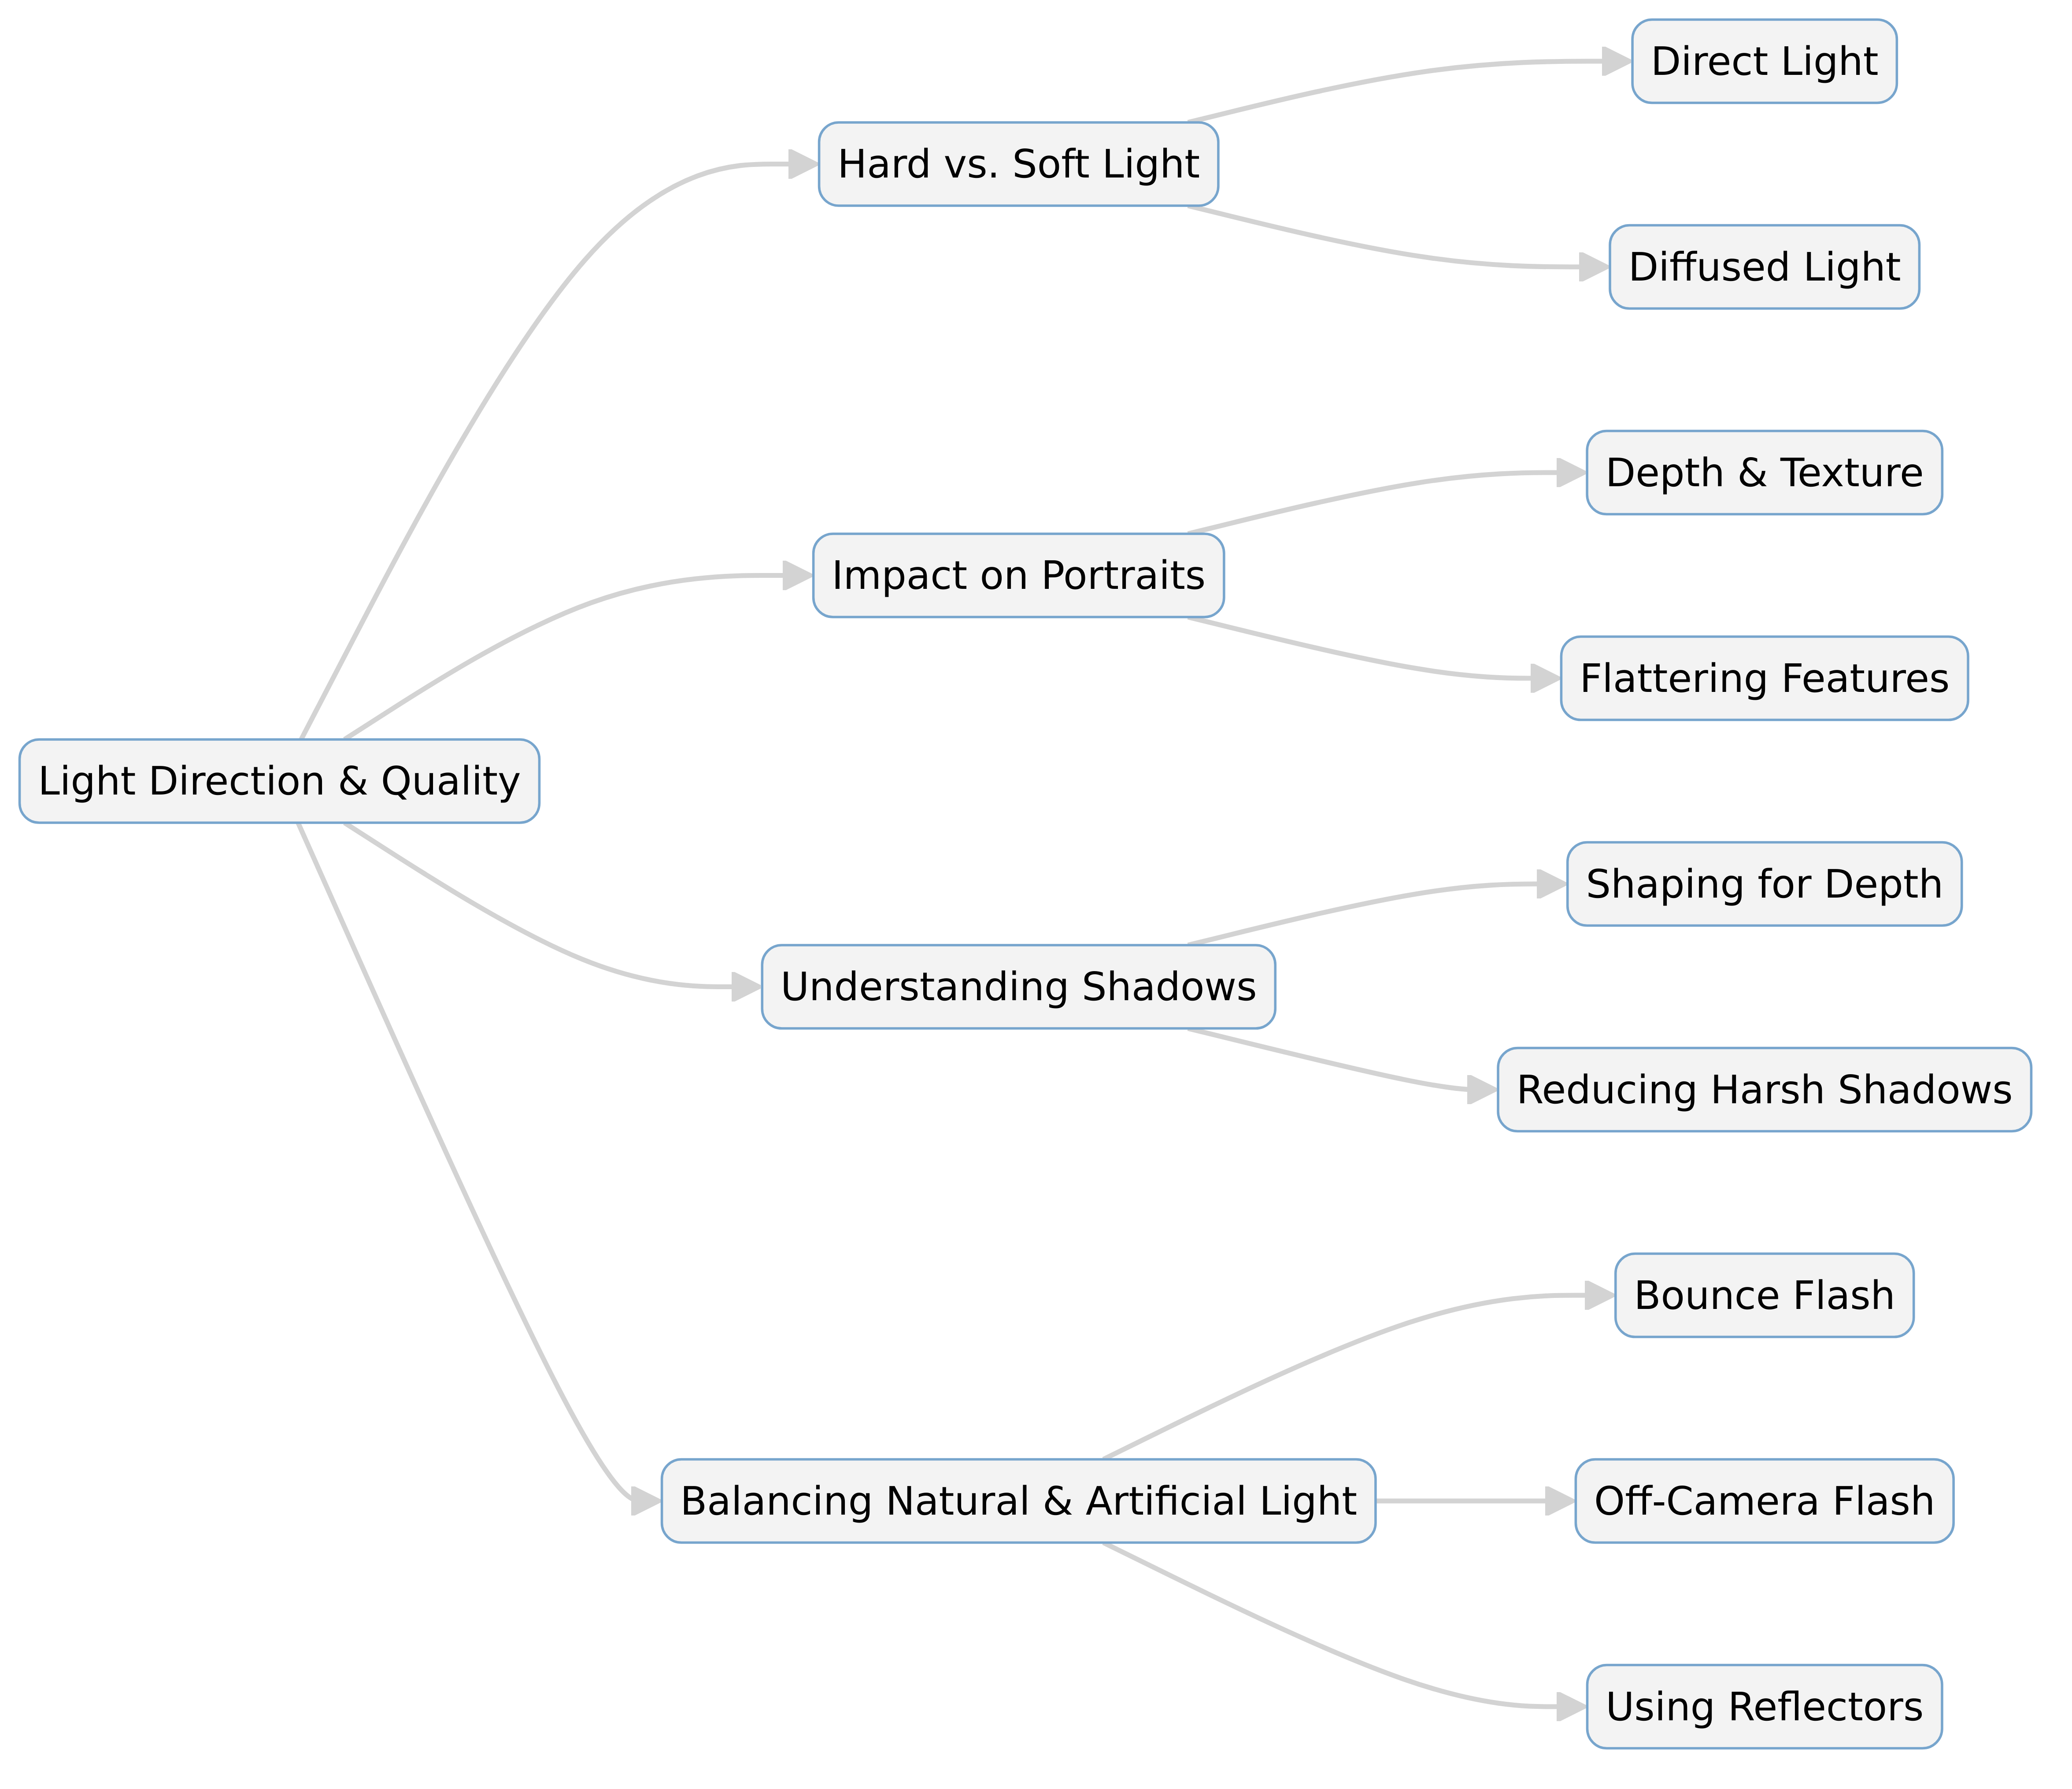 Light Direction & Quality
Hard vs. Soft Light
Direct Light
Diffused Light
Impact on Portraits
Depth & Texture
Flattering Features
Understanding Shadows
Shaping for Depth
Reducing Harsh Shadows
Balancing Natural & Artificial Light
Bounce Flash
Off-Camera Flash
Using Reflectors